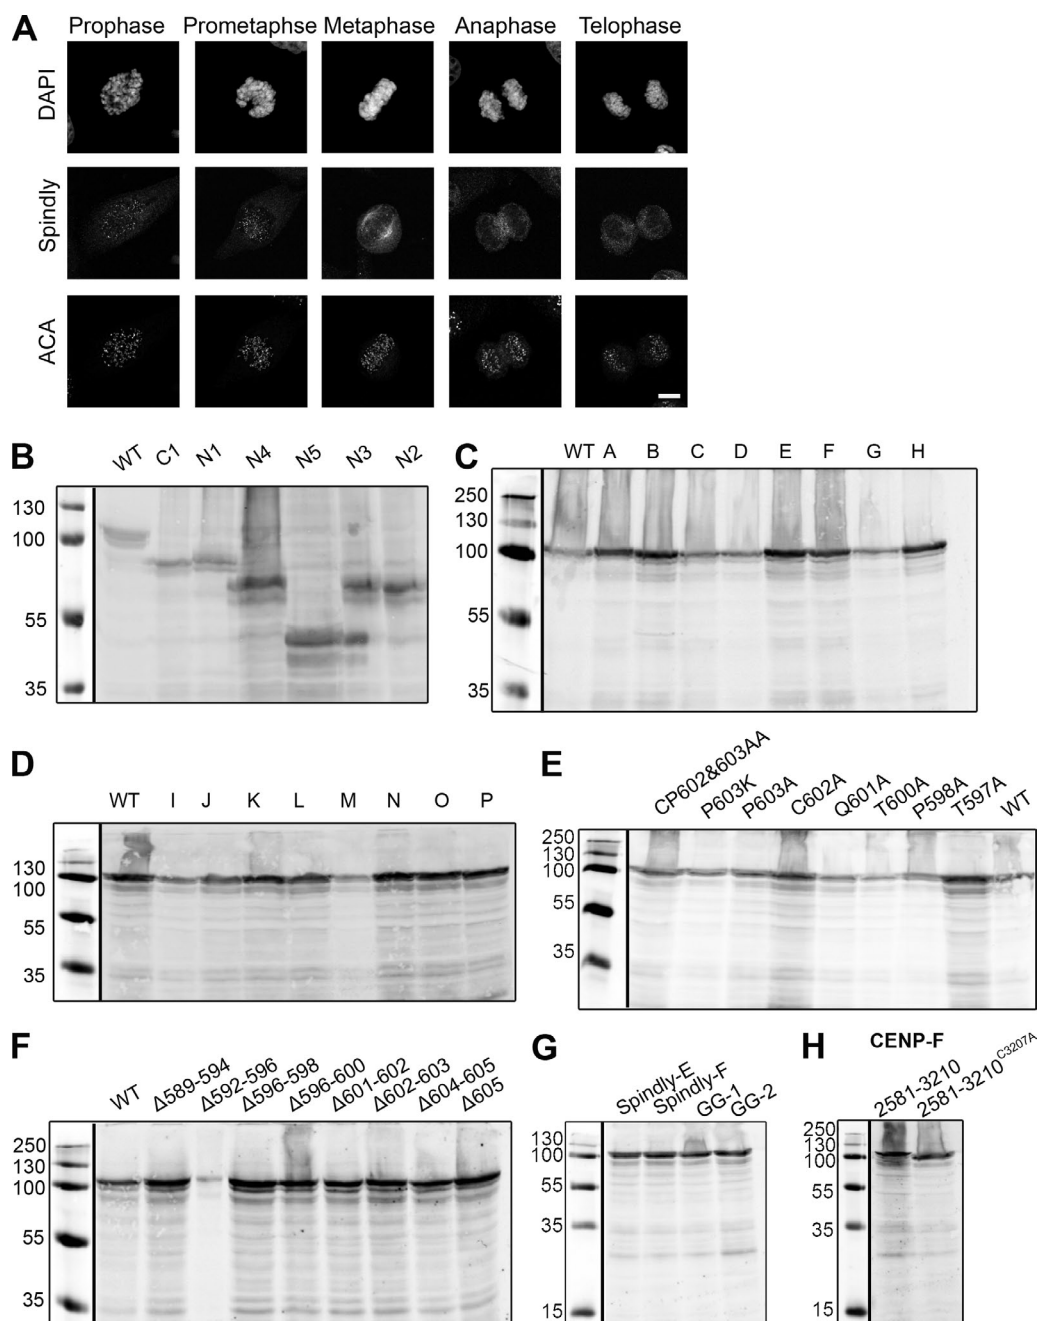 A
Prophase Prometaphse Metaphase Anaphase Telophase
DAPI
Spindly
ACA
B
WT C1 N1 N4 N5 N3 N2
130
100
55
35
C
WT A B C D E F G H
250
130
100
55
35
D
WT I J K L M N O P
130
100
55
35
E
CP602&603AA P603K P603A C602A Q601A T600A P598A T597A WT
250
130
100
55
35
F
WT Δ589-594 Δ592-596 Δ596-598 Δ596-600 Δ601-602 Δ602-603 Δ604-605 Δ605
250
130
100
55
35
G
Spindly-E Spindly-F GG-1 GG-2
130
100
55
35
15
H
CENP-F
2581-3210 2581-3210C3207A
250
130
100
55
35
15